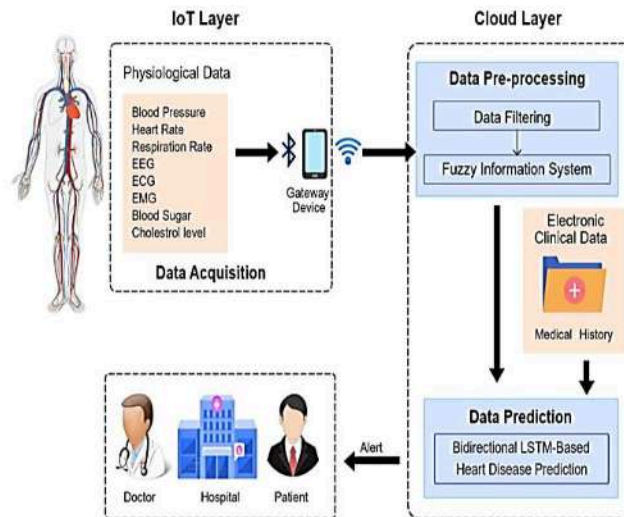 IoT Layer
Physiological Data
Blood Pressure
Heart Rate
Respiration Rate
EEG
ECG
EMG
Blood Sugar
Cholestrol level
Data Acquisition
Gateway
Device
Cloud Layer
Data Pre-processing
Data Filtering
Fuzzy Information System
Electronic
Clinical Data
Medical History
Data Prediction
Bidirectional LSTM-Based
Heart Disease Prediction
Alert
Doctor
Hospital
Patient